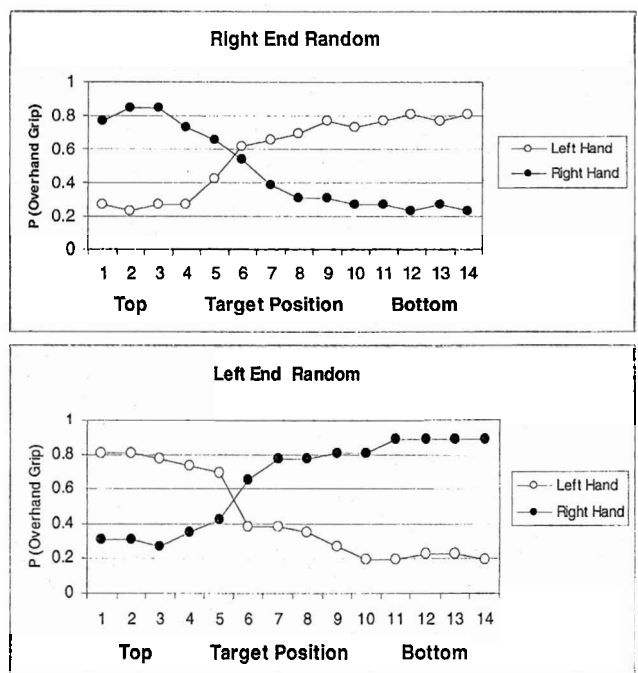 Right End Random
P (Overhand Grip)
1
0.8
0.6
0.4
0.2
0
1 2 3 4 5 6 7 8 9 10 11 12 13 14
Top Target Position Bottom
Left Hand
Right Hand
Left End Random
P (Overhand Grip)
1
0.8
0.6
0.4
0.2
0
1 2 3 4 5 6 7 8 9 10 11 12 13 14
Top Target Position Bottom
Left Hand
Right Hand